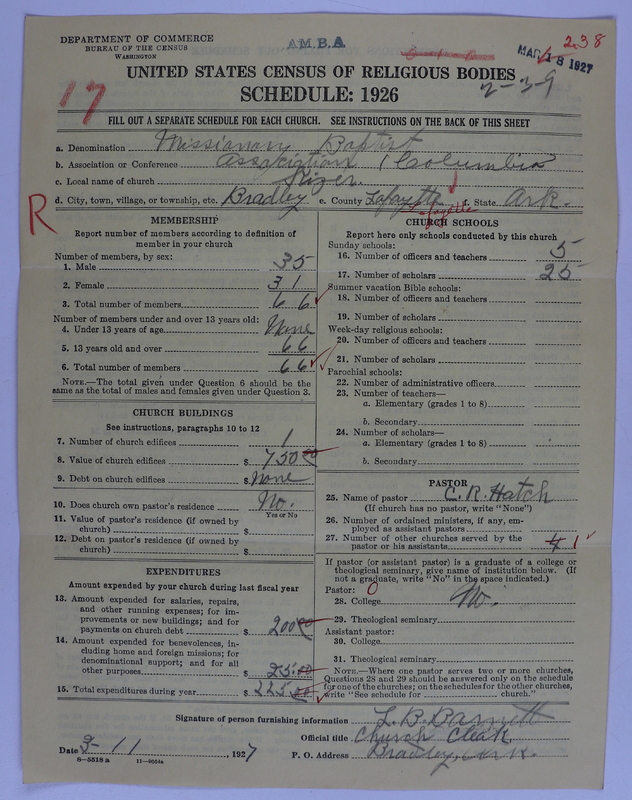 DEPARTMENT OF COMMERCE
BUREAU OF THE CENSUS
WASHINGTON
A.M.B.A.
MAR 18 1927
238
2-3-9
17
UNITED STATES CENSUS OF RELIGIOUS BODIES
SCHEDULE: 1926
FILL OUT A SEPARATE SCHEDULE FOR EACH CHURCH. SEE INSTRUCTIONS ON THE BACK OF THIS SHEET
a. Denomination Missionary Baptist
b. Association or Conference Association Columbia
c. Local name of church
d. City, town, village, or township, etc. Bradley e. County Lafayette f. State Ark.
R
MEMBERSHIP
Report number of members according to definition of
member in your church
Number of members, by sex:
1. Male 35
2. Female 31
3. Total number of members 66
Number of members under and over 13 years old:
4. Under 13 years of age None
5. 13 years old and over 66
6. Total number of members 66
NOTE.—The total given under Question 6 should be the
same as the total of males and females given under Question 3.
CHURCH BUILDINGS
See instructions, paragraphs 10 to 12
7. Number of church edifices 1
8. Value of church edifices $ 750.00
9. Debt on church edifices $ None
10. Does church own pastor's residence No.
Yes or No
11. Value of pastor's residence (if owned by
church) $
12. Debt on pastor's residence (if owned by
church) $
EXPENDITURES
Amount expended by your church during last fiscal year
13. Amount expended for salaries, repairs,
and other running expenses; for im-
provements or new buildings; and for
payments on church debt $ 200.00
14. Amount expended for benevolences, in-
cluding home and foreign missions; for
denominational support; and for all
other purposes $ 25.00
15. Total expenditures during year $ 225.00
CHURCH SCHOOLS
Report here only schools conducted by this church
Sunday schools:
16. Number of officers and teachers 5
17. Number of scholars 25
Summer vacation Bible schools:
18. Number of officers and teachers
19. Number of scholars
Week-day religious schools:
20. Number of officers and teachers
21. Number of scholars
Parochial schools:
22. Number of administrative officers
23. Number of teachers—
a. Elementary (grades 1 to 8)
b. Secondary
24. Number of scholars—
a. Elementary (grades 1 to 8)
b. Secondary
PASTOR
25. Name of pastor C. R. Hatch
(If church has no pastor, write "None")
26. Number of ordained ministers, if any, em-
ployed as assistant pastors
27. Number of other churches served by the
pastor or his assistants 4 1
If pastor (or assistant pastor) is a graduate of a college or
theological seminary, give name of institution below. (If
not a graduate, write "No" in the space indicated.)
Pastor: 0
28. College No.
29. Theological seminary
Assistant pastor:
30. College
31. Theological seminary
NOTE.—Where one pastor serves two or more churches,
Questions 28 and 29 should be answered only on the schedule
for one of the churches; on the schedules for the other churches,
write "See schedule for church."
Signature of person furnishing information L. B. Barnett
Official title Church Clerk.
Date 3-11, 1927
P. O. Address Bradley, Ark.
8—5518 a 11—9054a